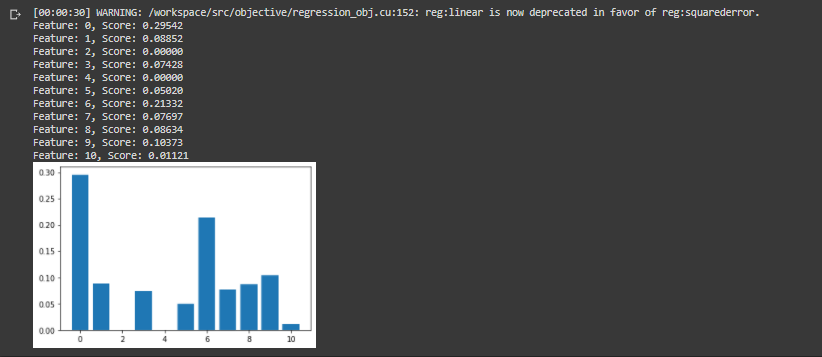 [00:00:30] WARNING: /workspace/src/objective/regression_obj.cu:152: reg:linear is now deprecated in favor of reg:squarederror.
Feature: 0, Score: 0.29542
Feature: 1, Score: 0.08852
Feature: 2, Score: 0.00000
Feature: 3, Score: 0.07428
Feature: 4, Score: 0.00000
Feature: 5, Score: 0.05020
Feature: 6, Score: 0.21332
Feature: 7, Score: 0.07697
Feature: 8, Score: 0.08634
Feature: 9, Score: 0.10373
Feature: 10, Score: 0.01121
0.30
0.25
0.20
0.15
0.10
0.05
0.00
0 2 4 6 8 10